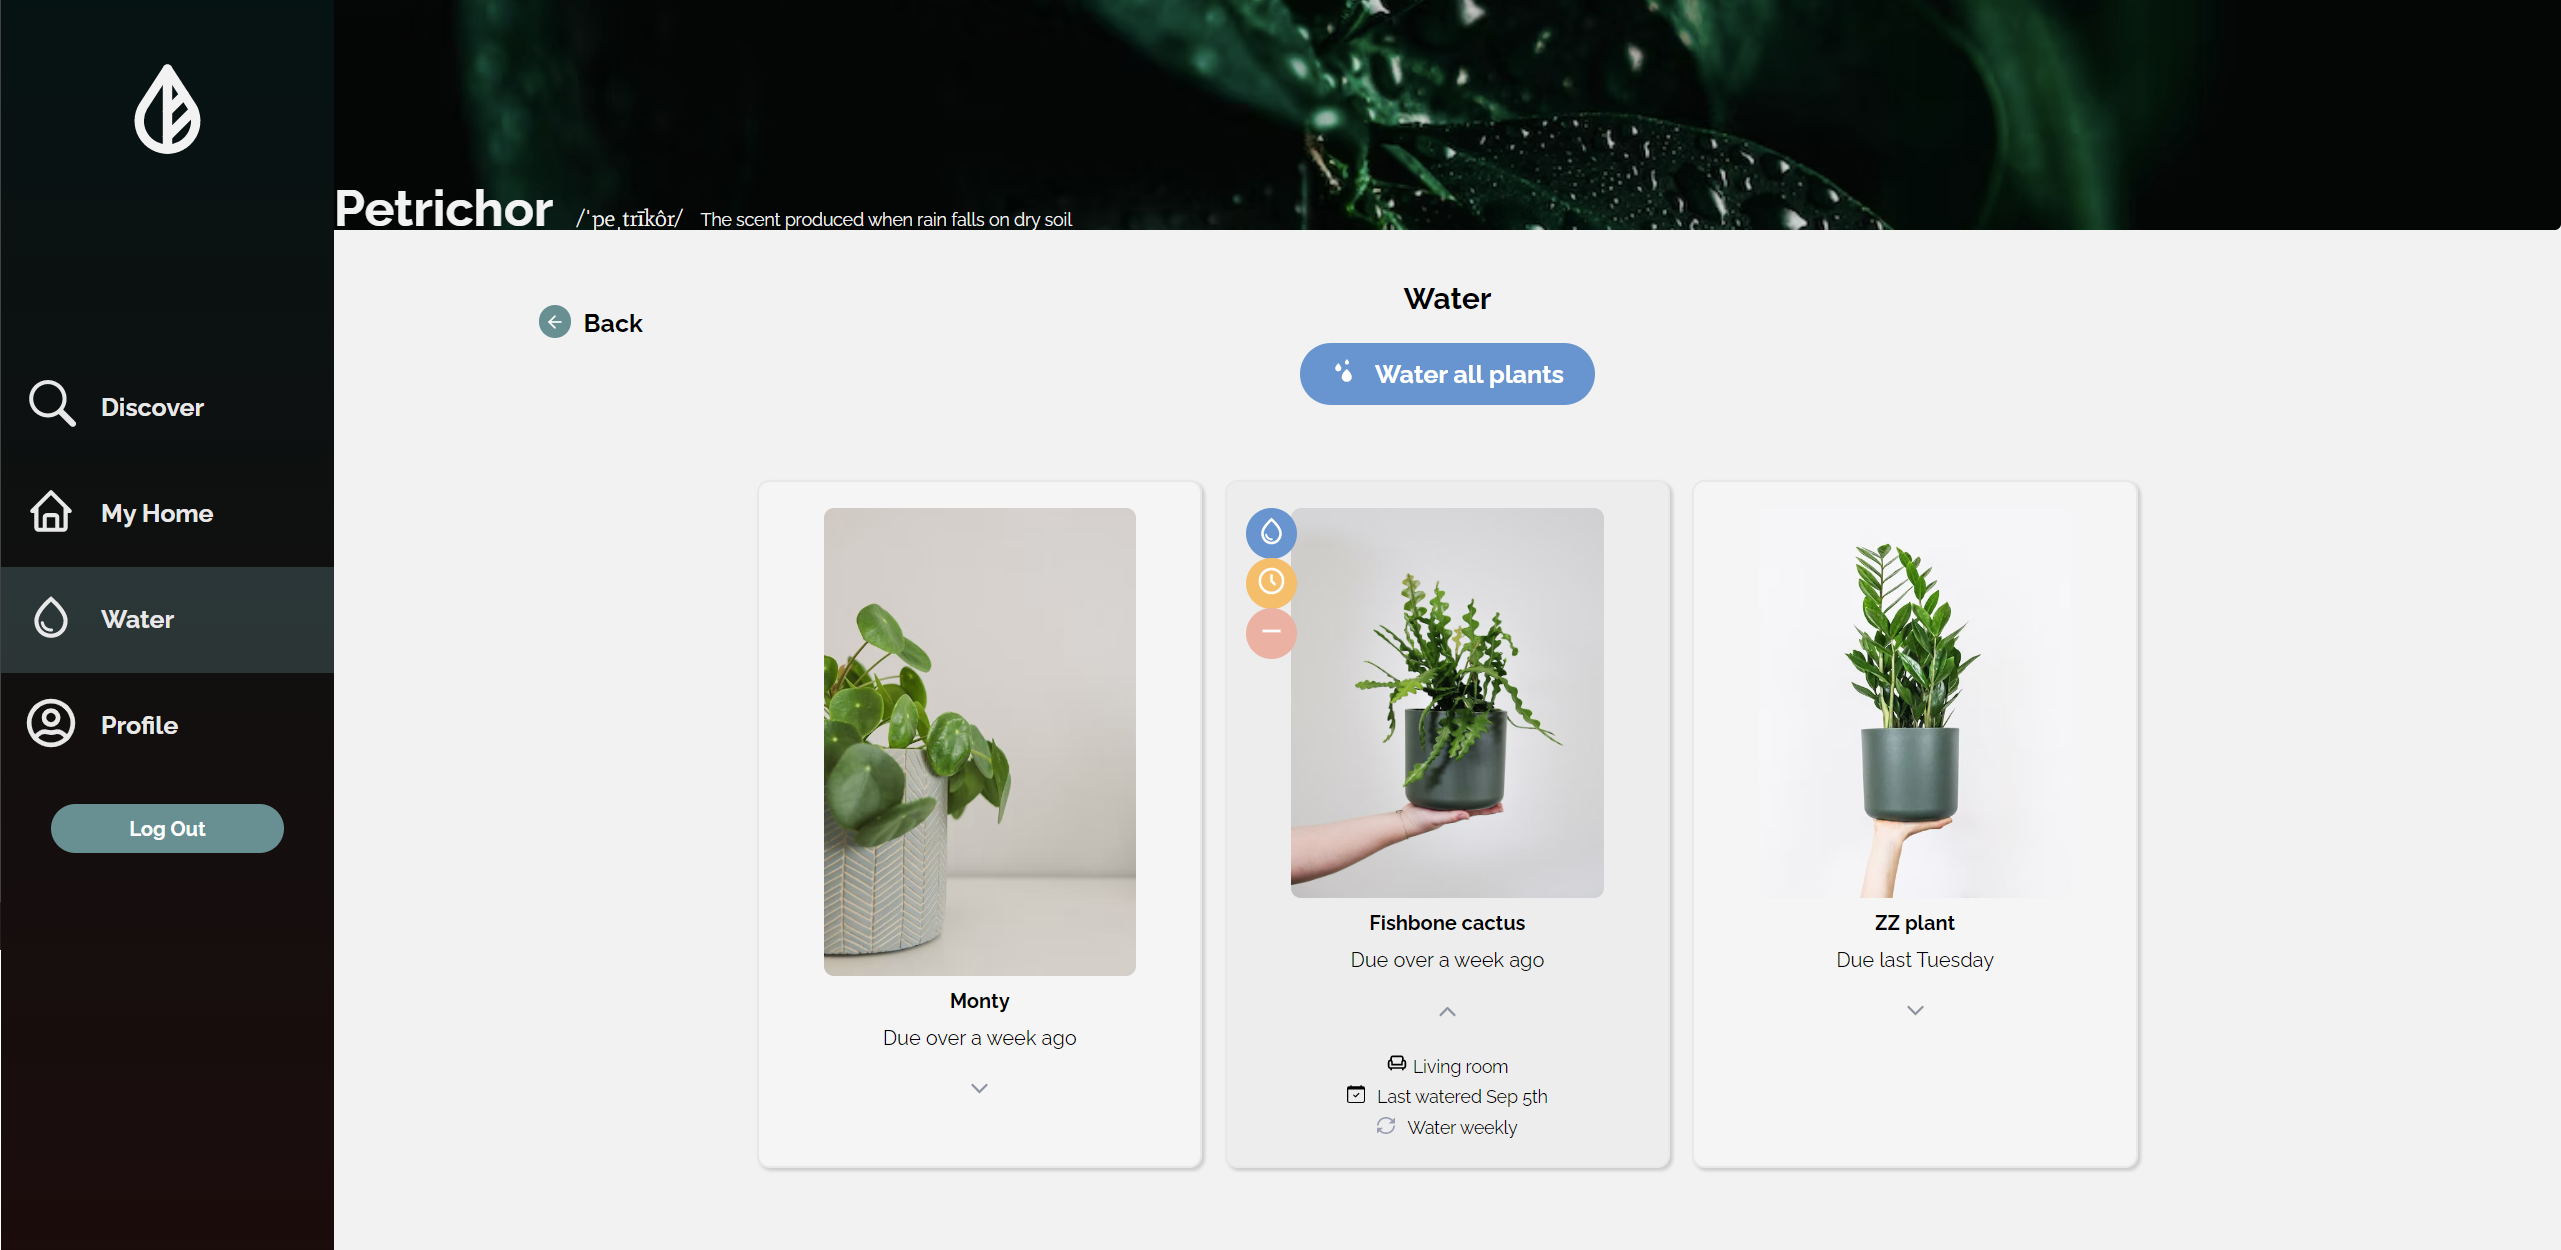 Petrichor /ˈpeˌtrīkôr/ The scent produced when rain falls on dry soil
Discover
My Home
Water
Profile
Log Out
Back
Water
Water all plants
Monty
Due over a week ago
Fishbone cactus
Due over a week ago
Living room
Last watered Sep 5th
Water weekly
ZZ plant
Due last Tuesday